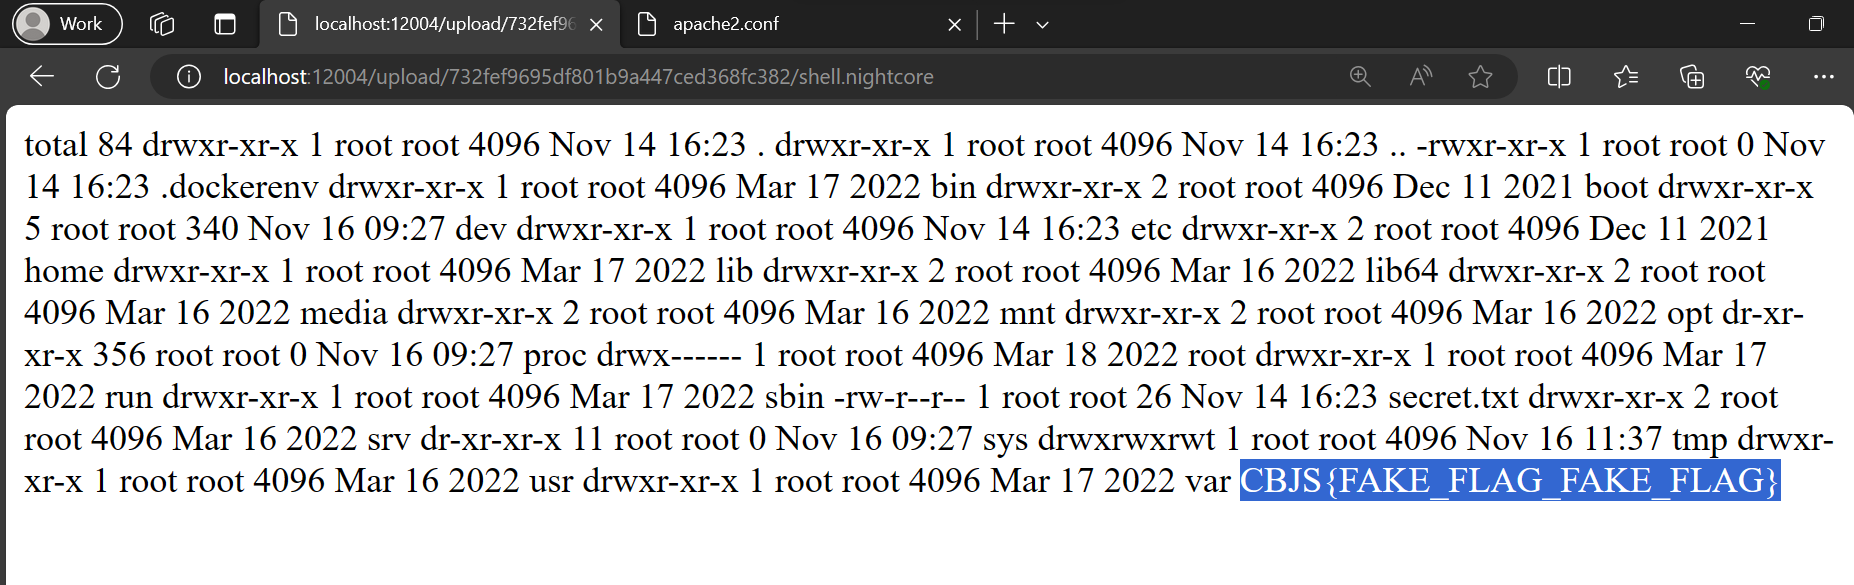 Work
localhost:12004/upload/732fef96
apache2.conf
localhost:12004/upload/732fef9695df801b9a447ced368fc382/shell.nightcore
total 84 drwxr-xr-x 1 root root 4096 Nov 14 16:23 . drwxr-xr-x 1 root root 4096 Nov 14 16:23 .. -rwxr-xr-x 1 root root 0 Nov
14 16:23 .dockerenv drwxr-xr-x 1 root root 4096 Mar 17 2022 bin drwxr-xr-x 2 root root 4096 Dec 11 2021 boot drwxr-xr-x
5 root root 340 Nov 16 09:27 dev drwxr-xr-x 1 root root 4096 Nov 14 16:23 etc drwxr-xr-x 2 root root 4096 Dec 11 2021
home drwxr-xr-x 1 root root 4096 Mar 17 2022 lib drwxr-xr-x 2 root root 4096 Mar 16 2022 lib64 drwxr-xr-x 2 root root
4096 Mar 16 2022 media drwxr-xr-x 2 root root 4096 Mar 16 2022 mnt drwxr-xr-x 2 root root 4096 Mar 16 2022 opt dr-xr-
xr-x 356 root root 0 Nov 16 09:27 proc drwx------ 1 root root 4096 Mar 18 2022 root drwxr-xr-x 1 root root 4096 Mar 17
2022 run drwxr-xr-x 1 root root 4096 Mar 17 2022 sbin -rw-r--r-- 1 root root 26 Nov 14 16:23 secret.txt drwxr-xr-x 2 root
root 4096 Mar 16 2022 srv dr-xr-xr-x 11 root root 0 Nov 16 09:27 sys drwxrwxrwt 1 root root 4096 Nov 16 11:37 tmp drwxr-
xr-x 1 root root 4096 Mar 16 2022 usr drwxr-xr-x 1 root root 4096 Mar 17 2022 var CBJS{FAKE_FLAG_FAKE_FLAG}